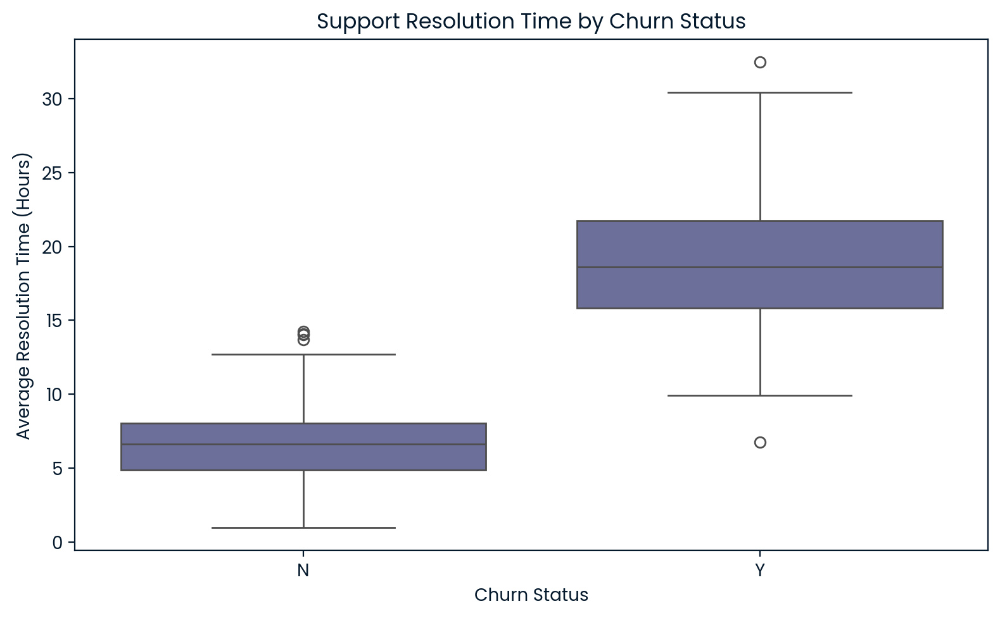 Support Resolution Time by Churn Status
Average Resolution Time (Hours)
30
25
20
15
10
5
0
N
Y
Churn Status